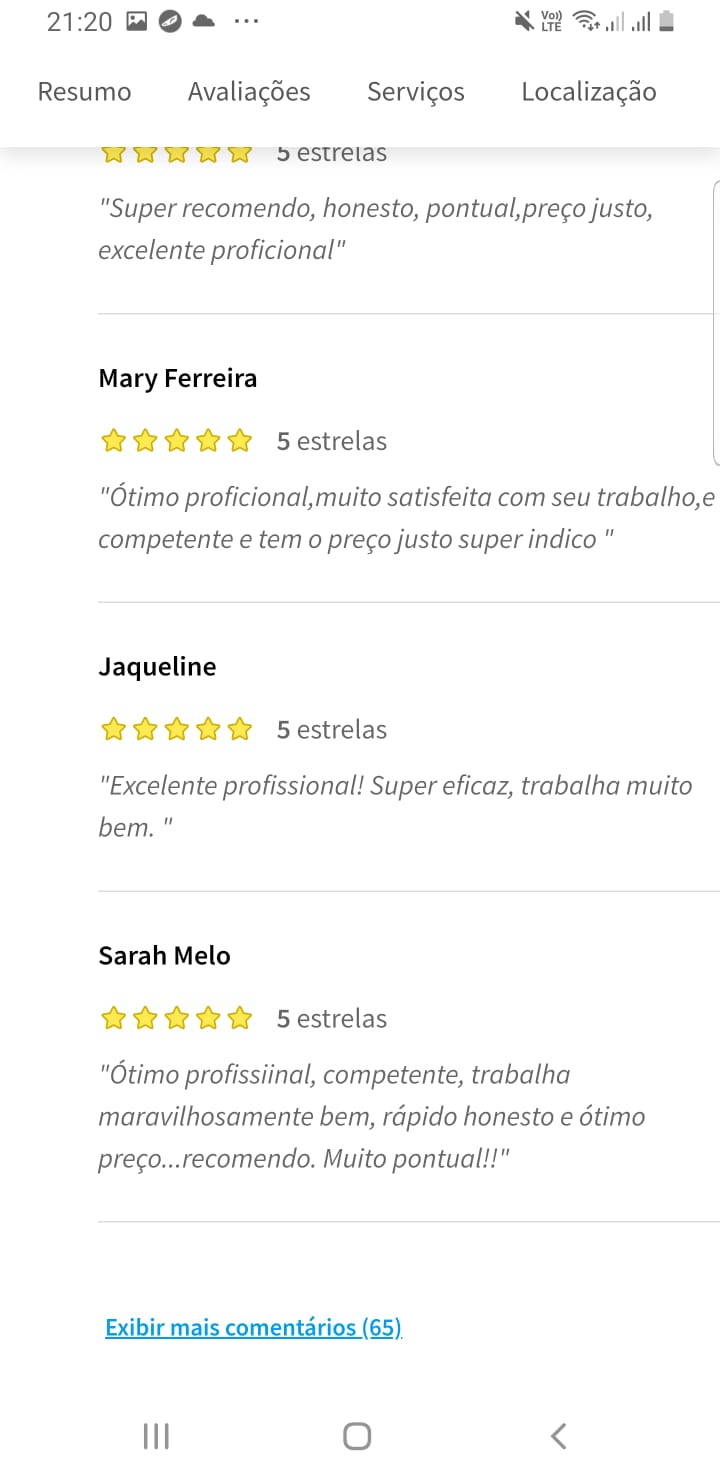 21:20
Vo)) LTE
Resumo Avaliações Serviços Localização
5 estrelas
"Super recomendo, honesto, pontual,preço justo,
excelente proficional"
Mary Ferreira
5 estrelas
"Ótimo proficional,muito satisfeita com seu trabalho,e
competente e tem o preço justo super indico "
Jaqueline
5 estrelas
"Excelente profissional! Super eficaz, trabalha muito
bem. "
Sarah Melo
5 estrelas
"Ótimo profissiinal, competente, trabalha
maravilhosamente bem, rápido honesto e ótimo
preço...recomendo. Muito pontual!!"
Exibir mais comentários (65)